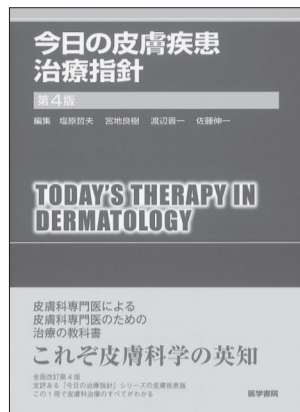 今日の皮膚疾患
治療指針
第4版
編集 塩原哲夫 宮地良樹 渡辺晋一 佐藤伸一
TODAY'S THERAPY IN
DERMATOLOGY
皮膚科専門医による
皮膚科専門医のための
治療の教科書
これぞ皮膚科学の英知
全面改訂第4版
定評ある「今日の治療指針」シリーズの皮膚疾患版
この1冊で皮膚科治療のすべてがわかる
医学書院